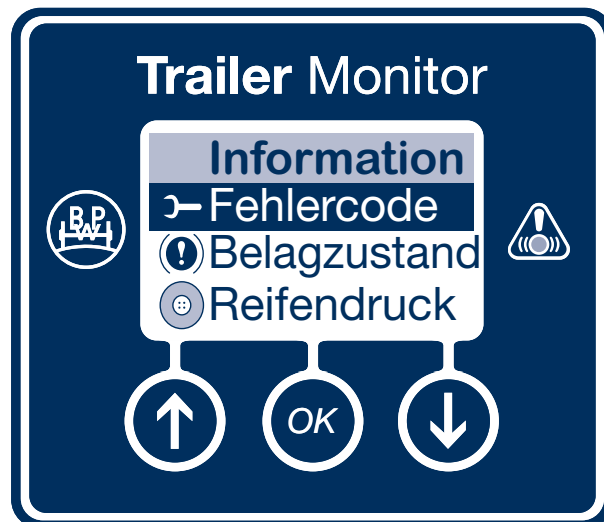 Trailer Monitor
Information
Fehlercode
Belagzustand
Reifendruck
BPW
OK